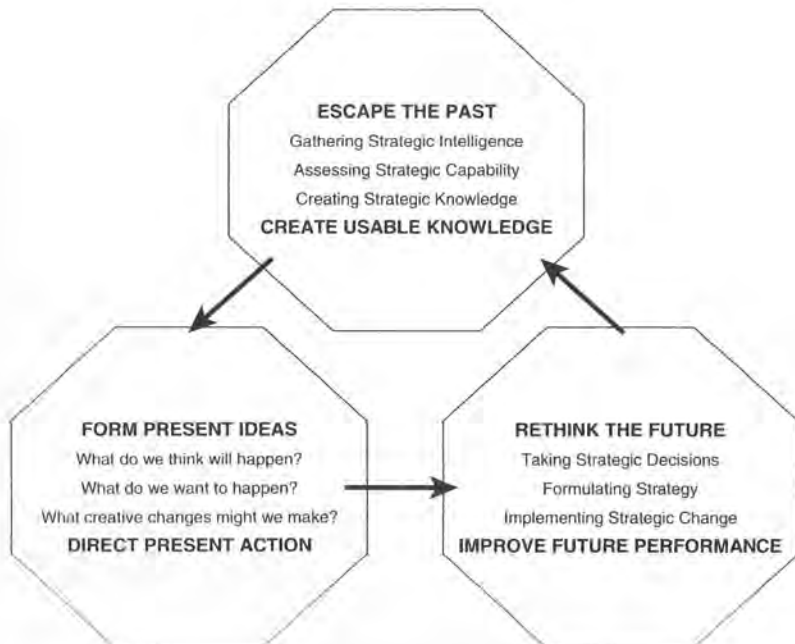 ESCAPE THE PAST
Gathering Strategic Intelligence
Assessing Strategic Capability
Creating Strategic Knowledge
CREATE USABLE KNOWLEDGE
FORM PRESENT IDEAS
What do we think will happen?
What do we want to happen?
What creative changes might we make?
DIRECT PRESENT ACTION
RETHINK THE FUTURE
Taking Strategic Decisions
Formulating Strategy
Implementing Strategic Change
IMPROVE FUTURE PERFORMANCE